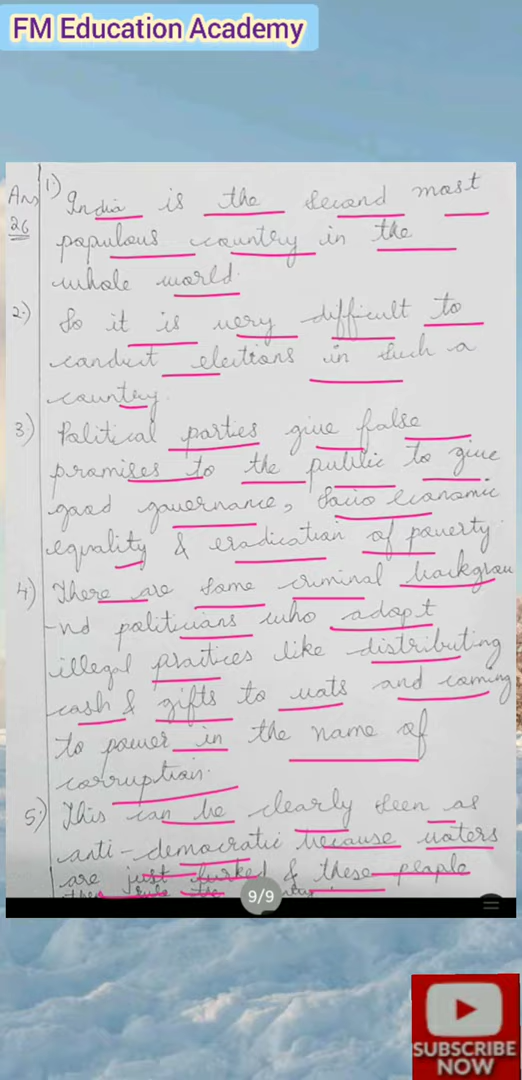 FM Education Academy
Ans 1.) India is the second most
26 populous country in the
whole world.
2.) So it is very difficult to
conduct elections in such a
country.
3.) Political parties give false
promises to the public to give
good governance, Socio economic
equality & eradication of poverty.
4.) There are some criminal backgrou
-nd politicians who adopt
illegal practices like distributing
cash & gifts to voats and coming
to power in the name of
corruption.
5.) This can be clearly seen as
anti-democratic because voters
are just & these people
then rule the
9/9
SUBSCRIBE
NOW